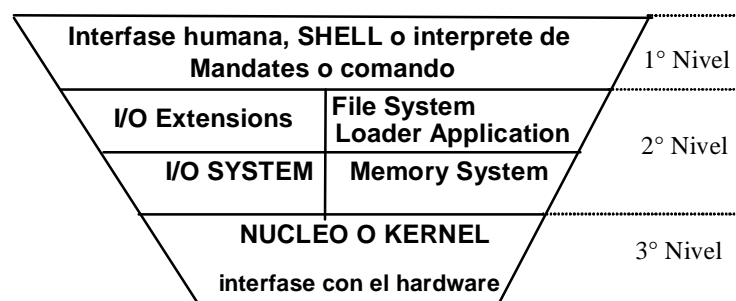 Interfase humana, SHELL o interprete de
Mandates o comando
1° Nivel
I/O Extensions
File System
Loader Application
2° Nivel
I/O SYSTEM
Memory System
NUCLEO O KERNEL
3° Nivel
interfase con el hardware